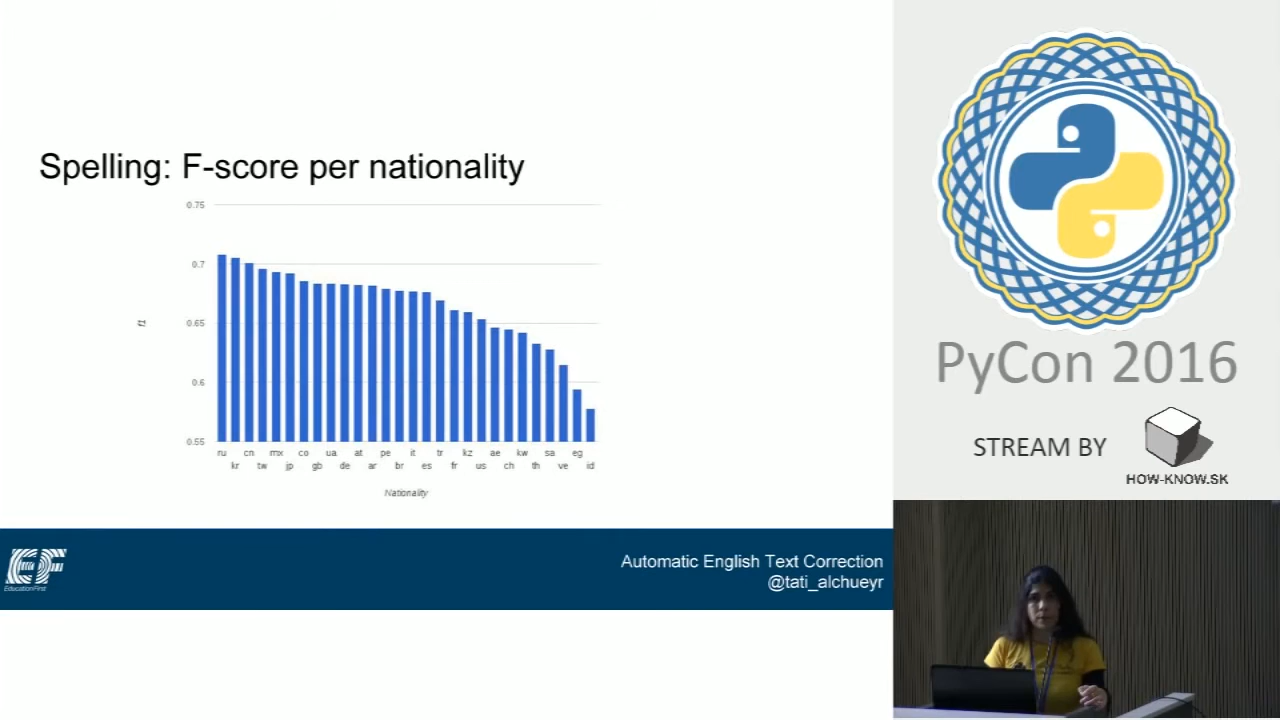 Spelling: F-score per nationality
0.75
0.7
0.65
0.6
0.55
f1
ru cn mx co ua at pe it tr kz ae kw sa eg
kr tw jp gb de ar br es fr us ch th ve id
Nationality
EF
EducationFirst
Automatic English Text Correction
@tati_alchueyr
PyCon 2016
STREAM BY
HOW-KNOW.SK